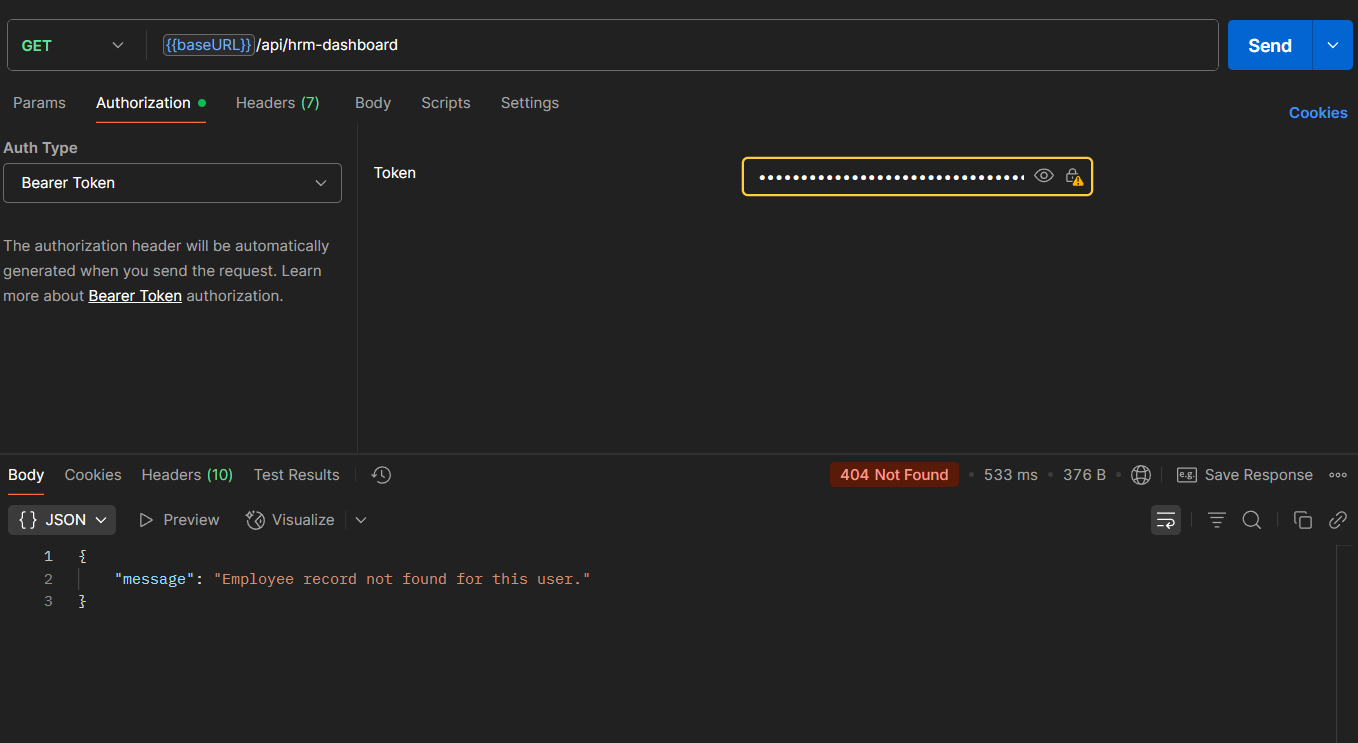 GET {{baseURL}}/api/hrm-dashboard Send
Params Authorization Headers (7) Body Scripts Settings
Cookies
Auth Type
Bearer Token
Token
The authorization header will be automatically
generated when you send the request. Learn
more about Bearer Token authorization.
Body Cookies Headers (10) Test Results 404 Not Found • 533 ms • 376 B • e.g. Save Response
{} JSON Preview Visualize
1 {
2 "message": "Employee record not found for this user."
3 }